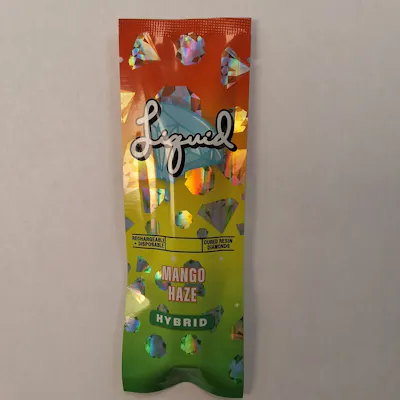 Liquid
RECHARGEABLE
+ DISPOSABLE
CURED RESIN
DIAMONDS
MANGO
HAZE
HYBRID